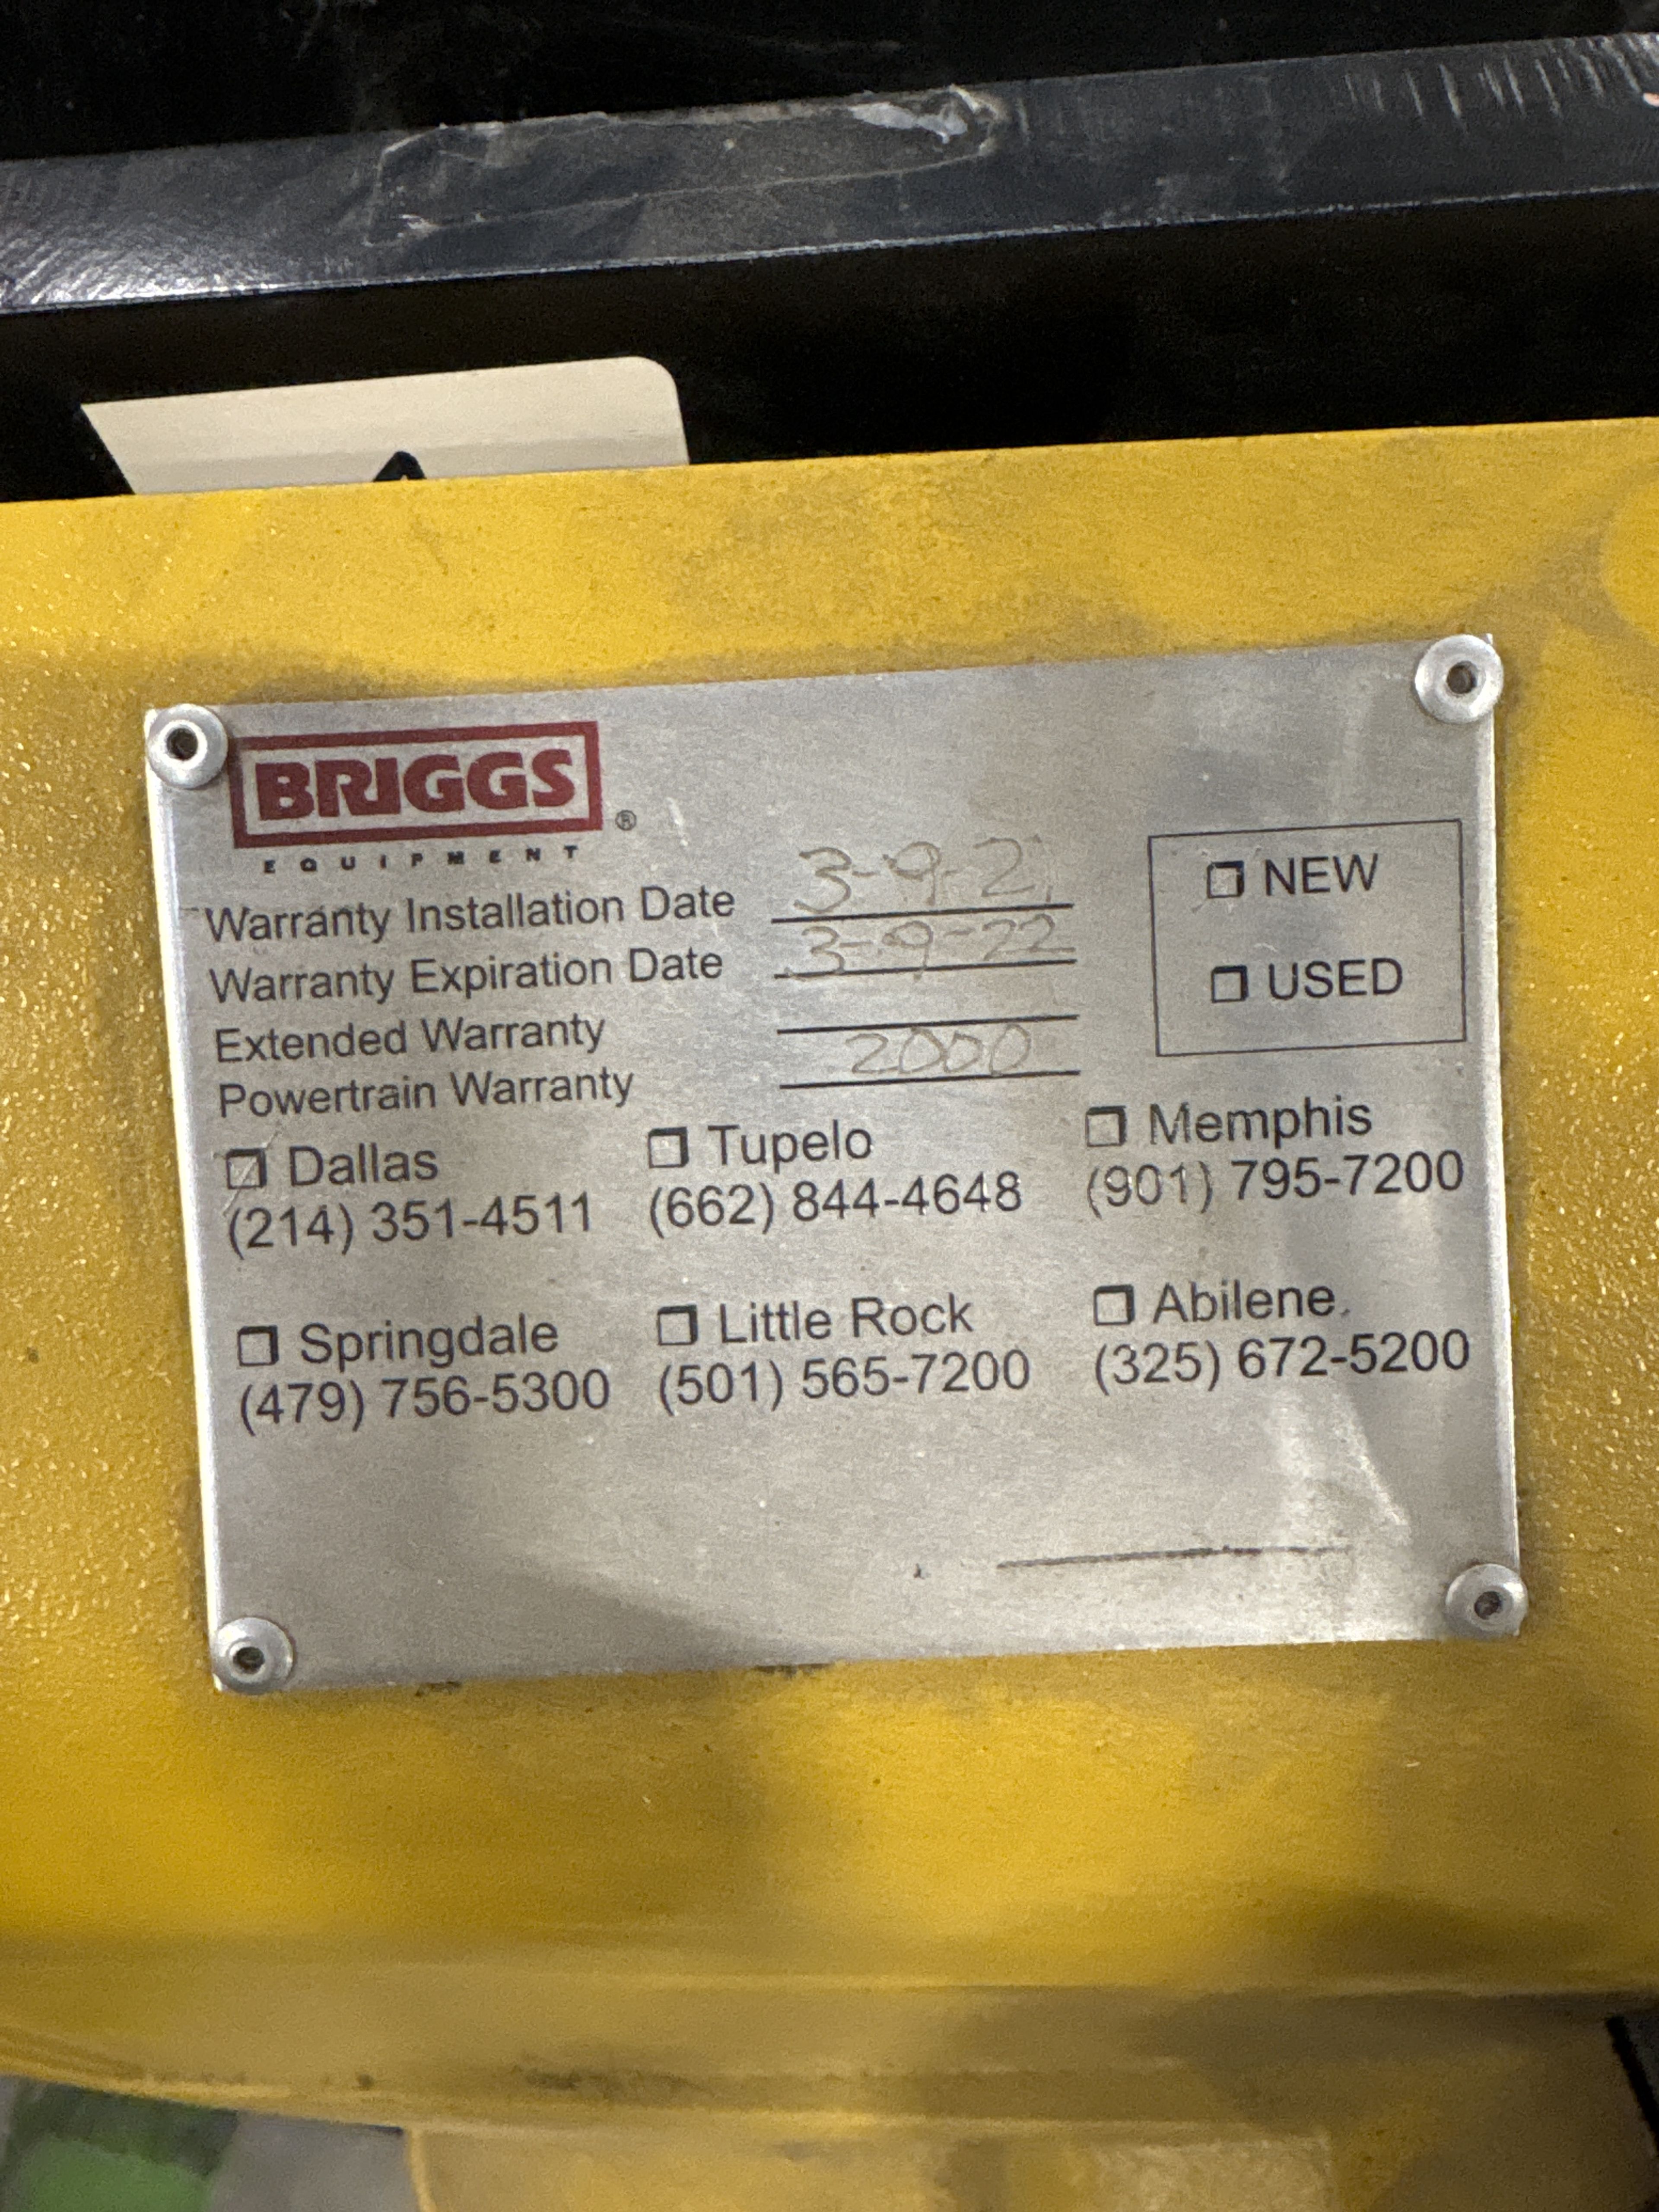 BRIGGS®
EQUIPMENT
Warranty Installation Date 3-9-21
Warranty Expiration Date 3-9-22
Extended Warranty
Powertrain Warranty 2000
☐ NEW
☐ USED
☐ Dallas ☐ Tupelo ☐ Memphis
(214) 351-4511 (662) 844-4648 (901) 795-7200
☐ Springdale ☐ Little Rock ☐ Abilene
(479) 756-5300 (501) 565-7200 (325) 672-5200